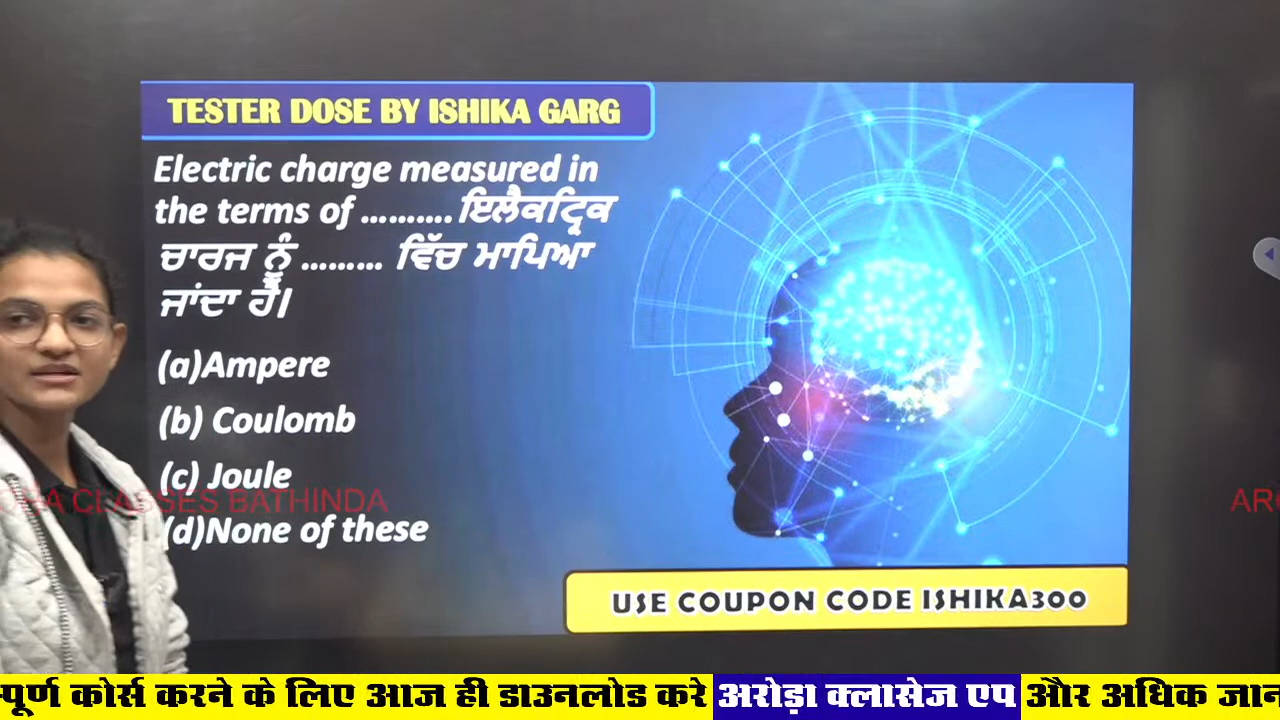 TESTER DOSE BY ISHIKA GARG
Electric charge measured in
the terms of ..........ਇਲੈਕਟ੍ਰਿਕ
ਚਾਰਜ ਨੂੰ ......... ਵਿੱਚ ਮਾਪਿਆ
ਜਾਂਦਾ ਹੈ।
(a)Ampere
(b) Coulomb
(c) Joule
CLASSES BATHINDA
(d)None of these
USE COUPON CODE ISHIKA300
करने के लिए आज ही डाउनलोड करे अरोड़ा क्लासेज एप और अधिक